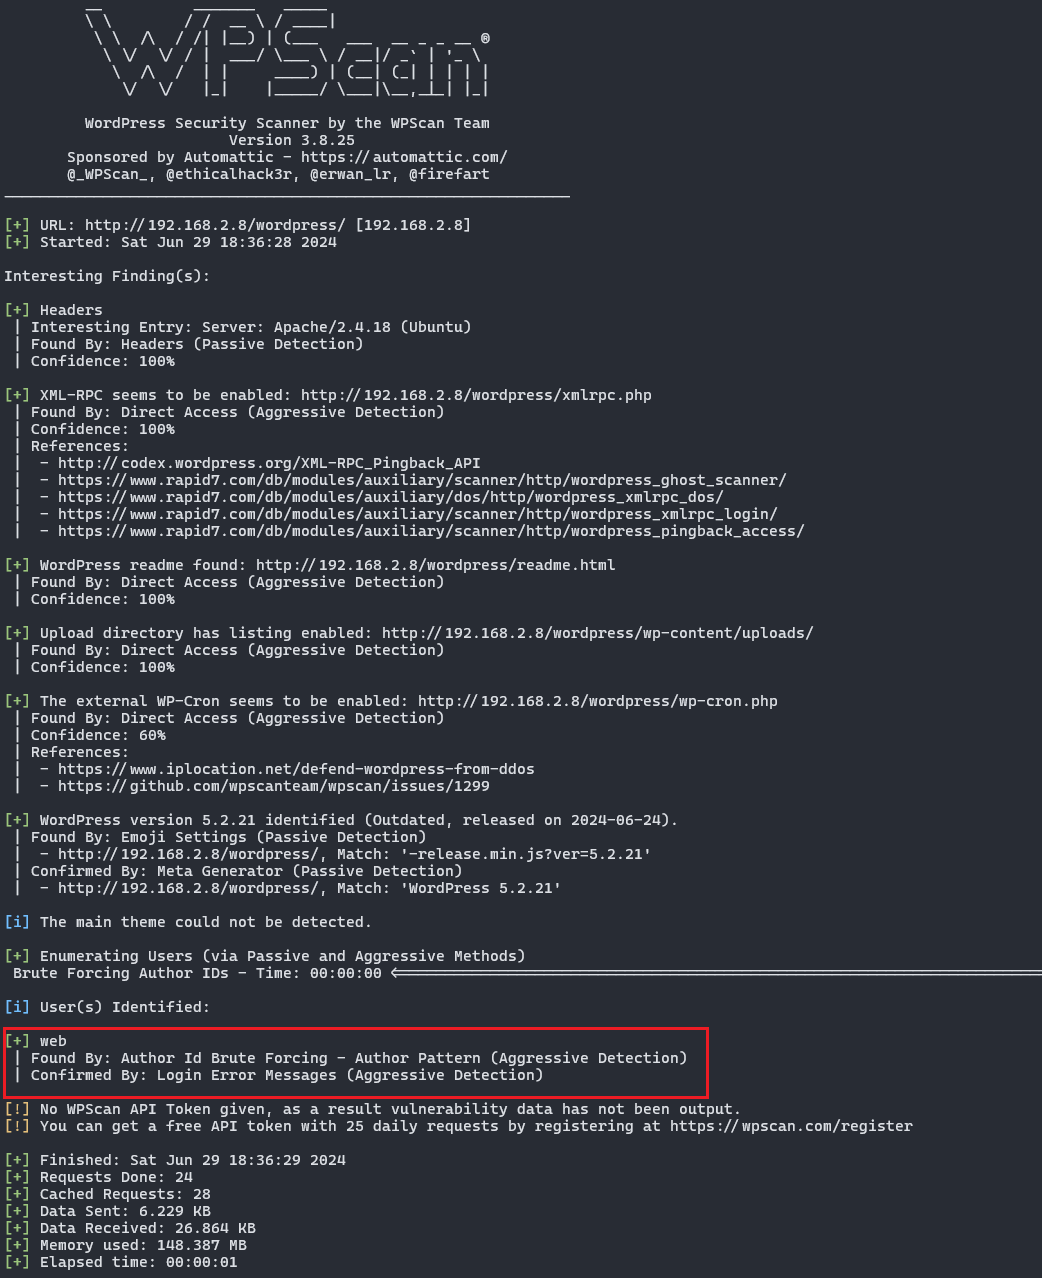 WPScan ®
WordPress Security Scanner by the WPScan Team
Version 3.8.25
Sponsored by Automattic - https://automattic.com/
@_WPScan_, @ethicalhack3r, @erwan_lr, @firefart
[+] URL: http://192.168.2.8/wordpress/ [192.168.2.8]
[+] Started: Sat Jun 29 18:36:28 2024
Interesting Finding(s):
[+] Headers
| Interesting Entry: Server: Apache/2.4.18 (Ubuntu)
| Found By: Headers (Passive Detection)
| Confidence: 100%
[+] XML-RPC seems to be enabled: http://192.168.2.8/wordpress/xmlrpc.php
| Found By: Direct Access (Aggressive Detection)
| Confidence: 100%
| References:
|  - http://codex.wordpress.org/XML-RPC_Pingback_API
|  - https://www.rapid7.com/db/modules/auxiliary/scanner/http/wordpress_ghost_scanner/
|  - https://www.rapid7.com/db/modules/auxiliary/dos/http/wordpress_xmlrpc_dos/
|  - https://www.rapid7.com/db/modules/auxiliary/scanner/http/wordpress_xmlrpc_login/
|  - https://www.rapid7.com/db/modules/auxiliary/scanner/http/wordpress_pingback_access/
[+] WordPress readme found: http://192.168.2.8/wordpress/readme.html
| Found By: Direct Access (Aggressive Detection)
| Confidence: 100%
[+] Upload directory has listing enabled: http://192.168.2.8/wordpress/wp-content/uploads/
| Found By: Direct Access (Aggressive Detection)
| Confidence: 100%
[+] The external WP-Cron seems to be enabled: http://192.168.2.8/wordpress/wp-cron.php
| Found By: Direct Access (Aggressive Detection)
| Confidence: 60%
| References:
|  - https://www.iplocation.net/defend-wordpress-from-ddos
|  - https://github.com/wpscanteam/wpscan/issues/1299
[+] WordPress version 5.2.21 identified (Outdated, released on 2024-06-24).
| Found By: Emoji Settings (Passive Detection)
|  - http://192.168.2.8/wordpress/, Match: '-release.min.js?ver=5.2.21'
| Confirmed By: Meta Generator (Passive Detection)
|  - http://192.168.2.8/wordpress/, Match: 'WordPress 5.2.21'
[i] The main theme could not be detected.
[+] Enumerating Users (via Passive and Aggressive Methods)
Brute Forcing Author IDs - Time: 00:00:00 <=====
[i] User(s) Identified:
[+] web
| Found By: Author Id Brute Forcing - Author Pattern (Aggressive Detection)
| Confirmed By: Login Error Messages (Aggressive Detection)
[!] No WPScan API Token given, as a result vulnerability data has not been output.
[!] You can get a free API token with 25 daily requests by registering at https://wpscan.com/register
[+] Finished: Sat Jun 29 18:36:29 2024
[+] Requests Done: 24
[+] Cached Requests: 28
[+] Data Sent: 6.229 KB
[+] Data Received: 26.864 KB
[+] Memory used: 148.387 MB
[+] Elapsed time: 00:00:01